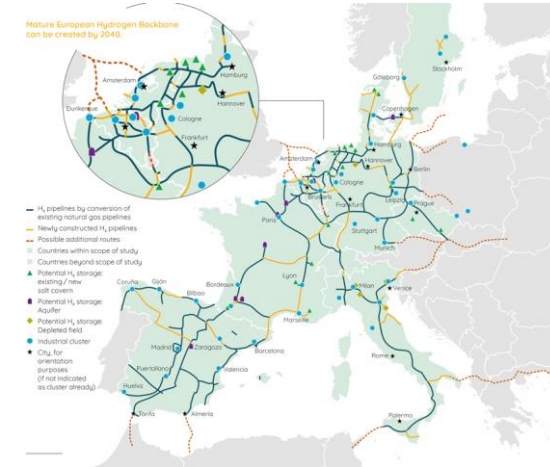 Mature European Hydrogen Backbone
can be created by 2040.
Amsterdam
Hamburg
Hannover
Dunkerque
Cologne
Frankfurt
Stockholm
Göteborg
Copenhagen
Hamburg
Amsterdam
Hannover
Berlin
Cologne
Leipzig
Brussels
Frankfurt
Prague
Paris
Stuttgart
Munich
H₂ pipelines by conversion of
existing natural gas pipelines
Newly constructed H₂ pipelines
Possible additional routes
Countries within scope of study
Countries beyond scope of study
Potential H₂ storage:
existing / new
salt cavern
Potential H₂ storage:
Aquifer
Potential H₂ storage:
Depleted field
Industrial cluster
City, for
orientation
purposes
(if not indicated
as cluster already)
Lyon
Milan
Venice
Coruña
Gijón
Bilbao
Bordeaux
Marseille
Madrid
Zaragoza
Barcelona
Rome
Puertollano
Valencia
Huelva
Tarifa
Almería
Palermo